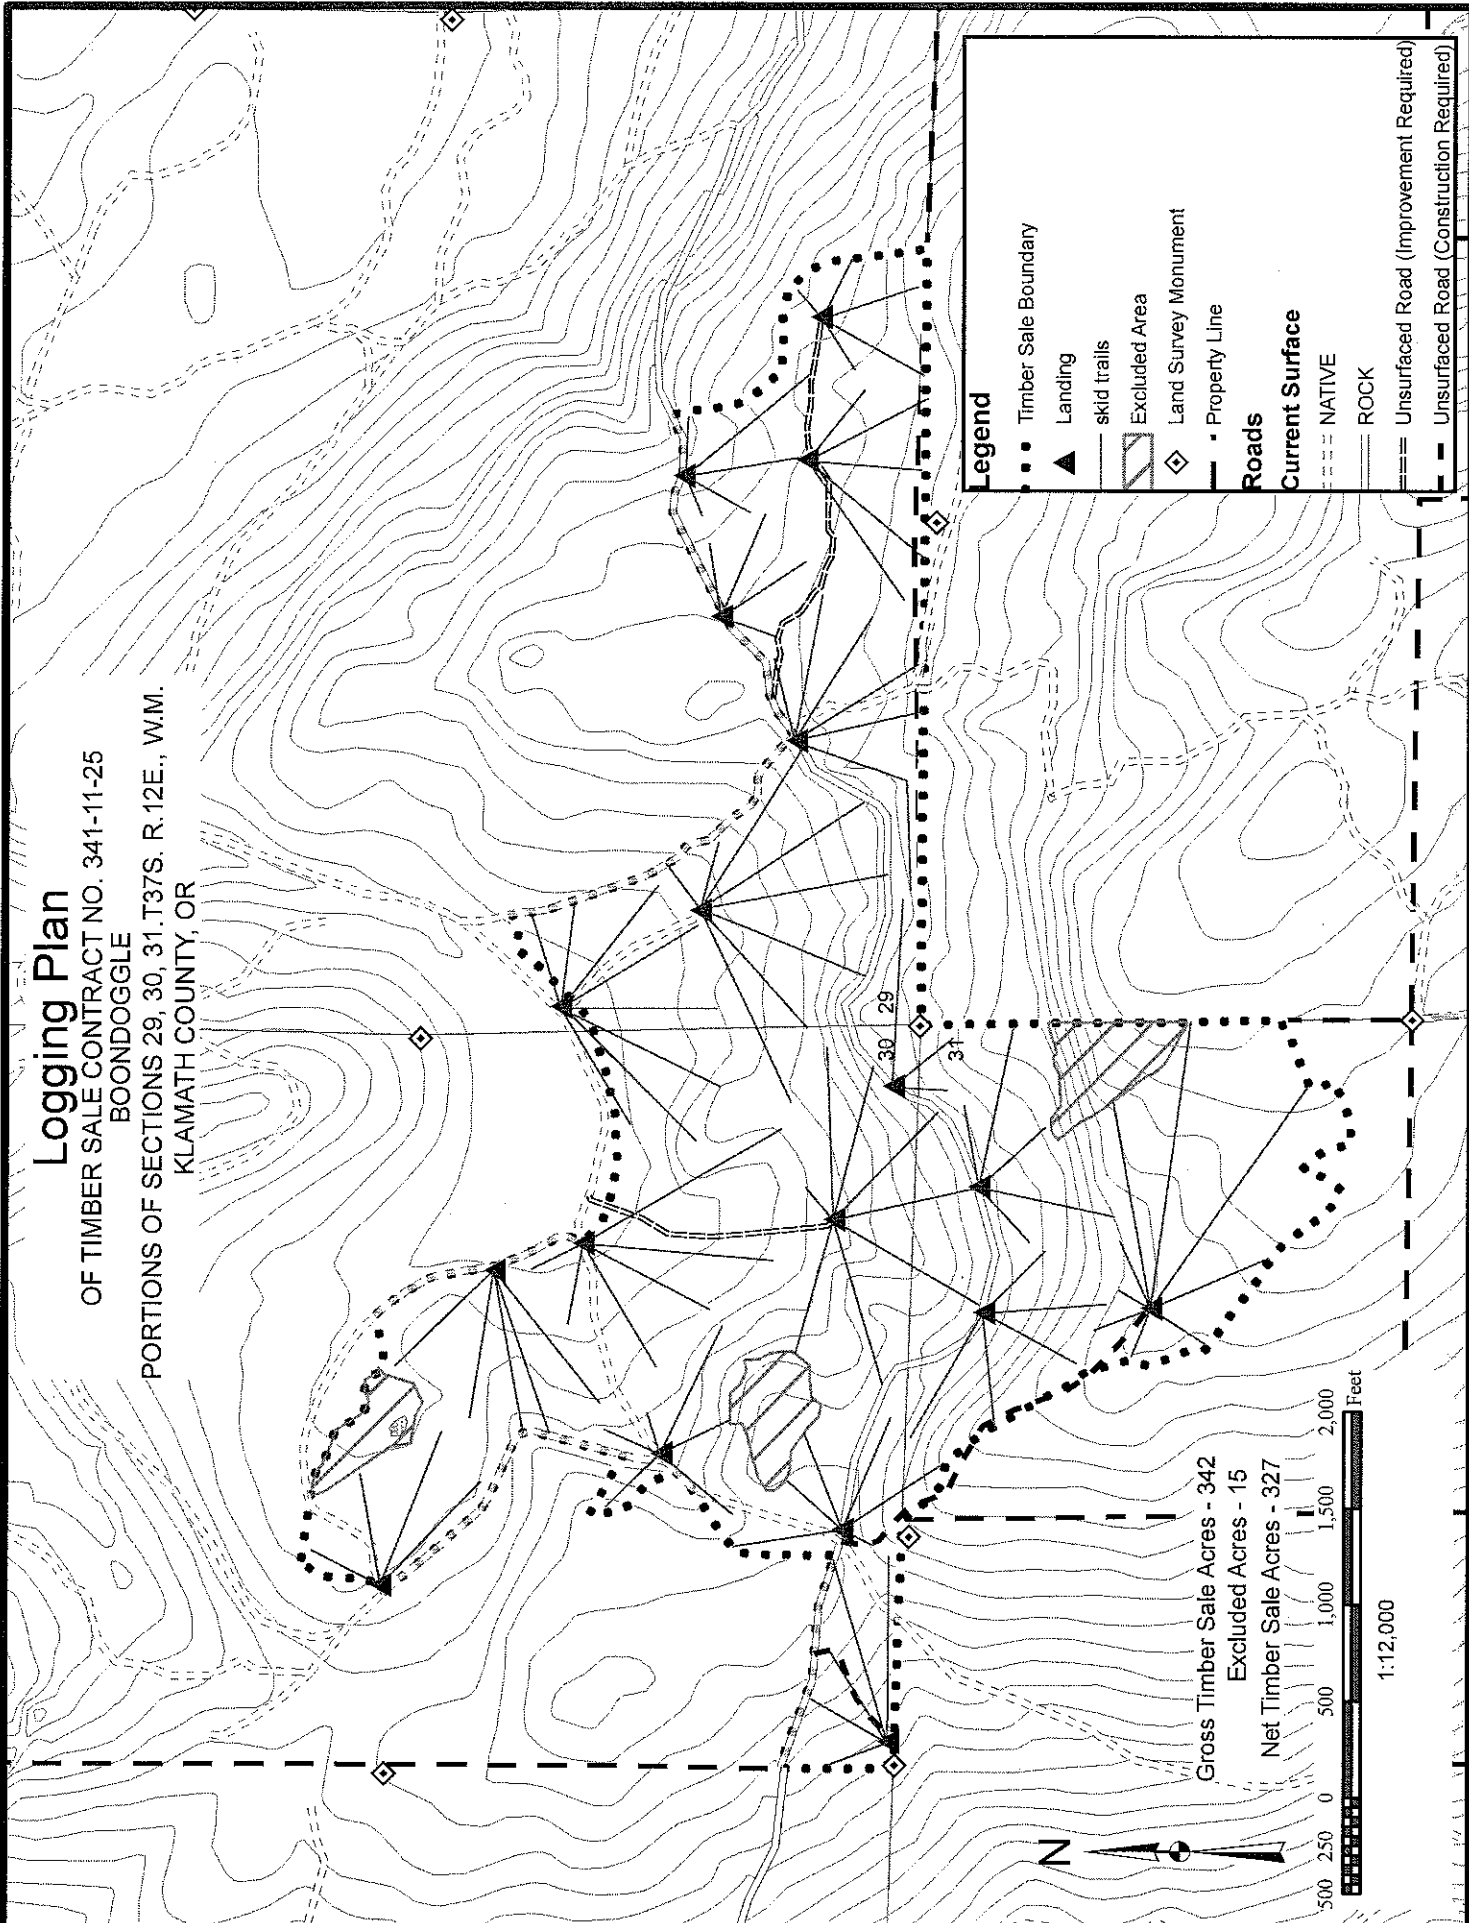 Logging Plan
OF TIMBER SALE CONTRACT NO. 341-11-25
BOONDOGGLE
PORTIONS OF SECTIONS 29, 30, 31.T37S. R.12E., W.M.
KLAMATH COUNTY, OR
30
29
31
Legend
Timber Sale Boundary
Landing
skid trails
Excluded Area
Land Survey Monument
Property Line
Roads
Current Surface
NATIVE
ROCK
Unsurfaced Road (Improvement Required)
Unsurfaced Road (Construction Required)
Gross Timber Sale Acres - 342
Excluded Acres - 15
Net Timber Sale Acres - 327
N
500 250 0 500 1,000 1,500 2,000
Feet
1:12,000